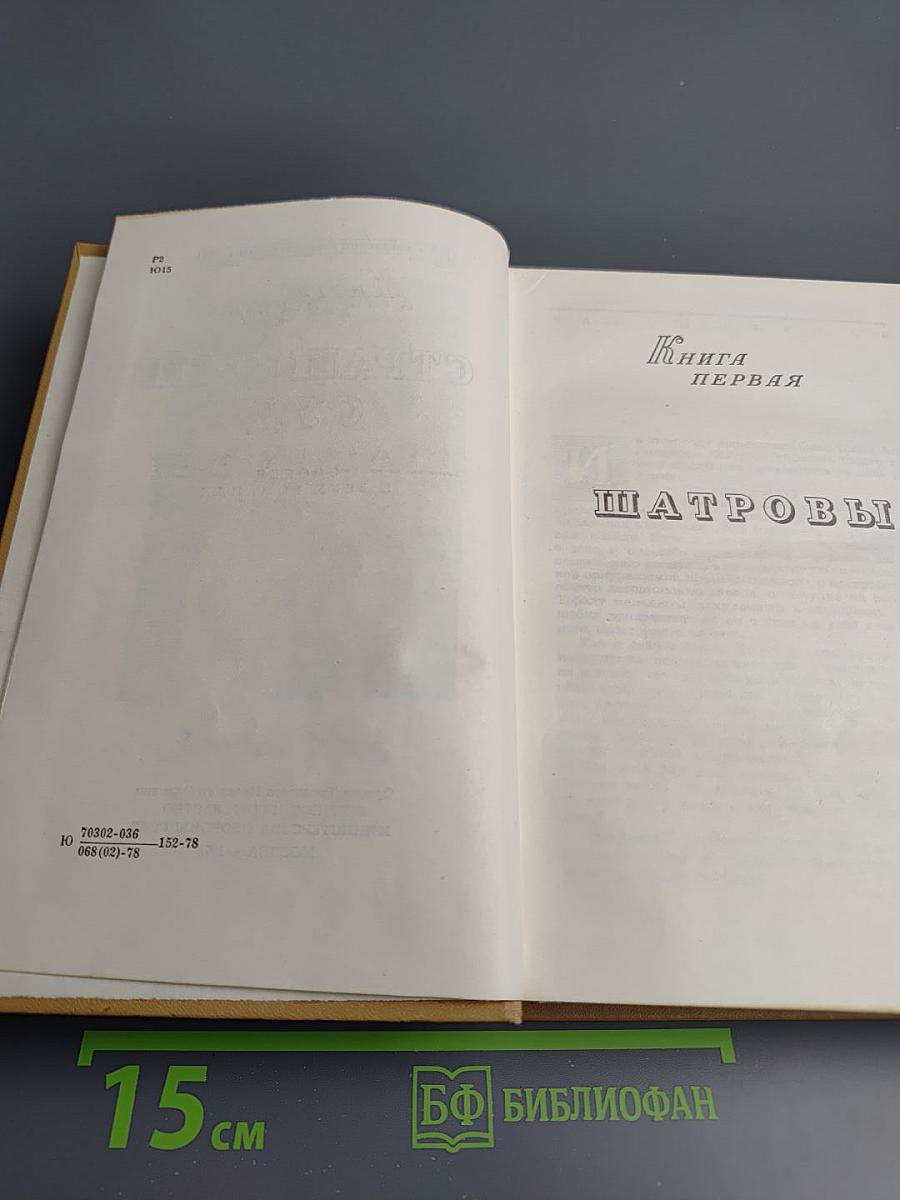 Р2
Ю15
Ю 70302-036
068(02)-78
—152-78
Книга
ПЕРВАЯ
ШАТРОВЫ
15 см
БФ БИБЛИОФАН